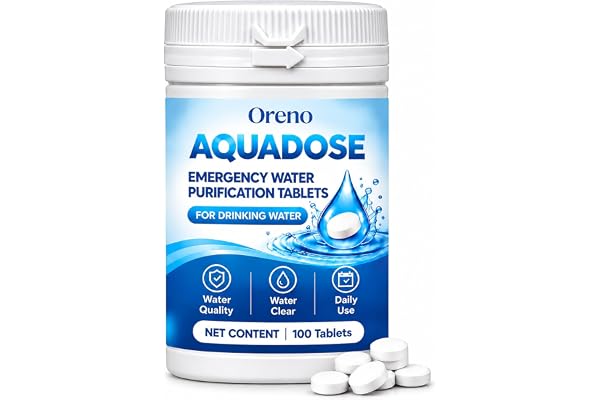 Oreno
AQUADOSE
EMERGENCY WATER
PURIFICATION TABLETS
FOR DRINKING WATER
Water
Quality
Water
Clear
Daily
Use
NET CONTENT | 100 Tablets